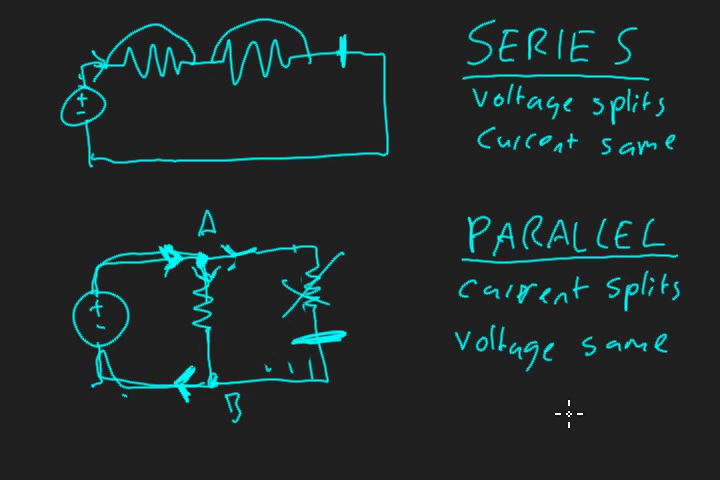 SERIES
Voltage splits
Current same
A
PARALLEL
+
-
current splits
+
-
Voltage same
B